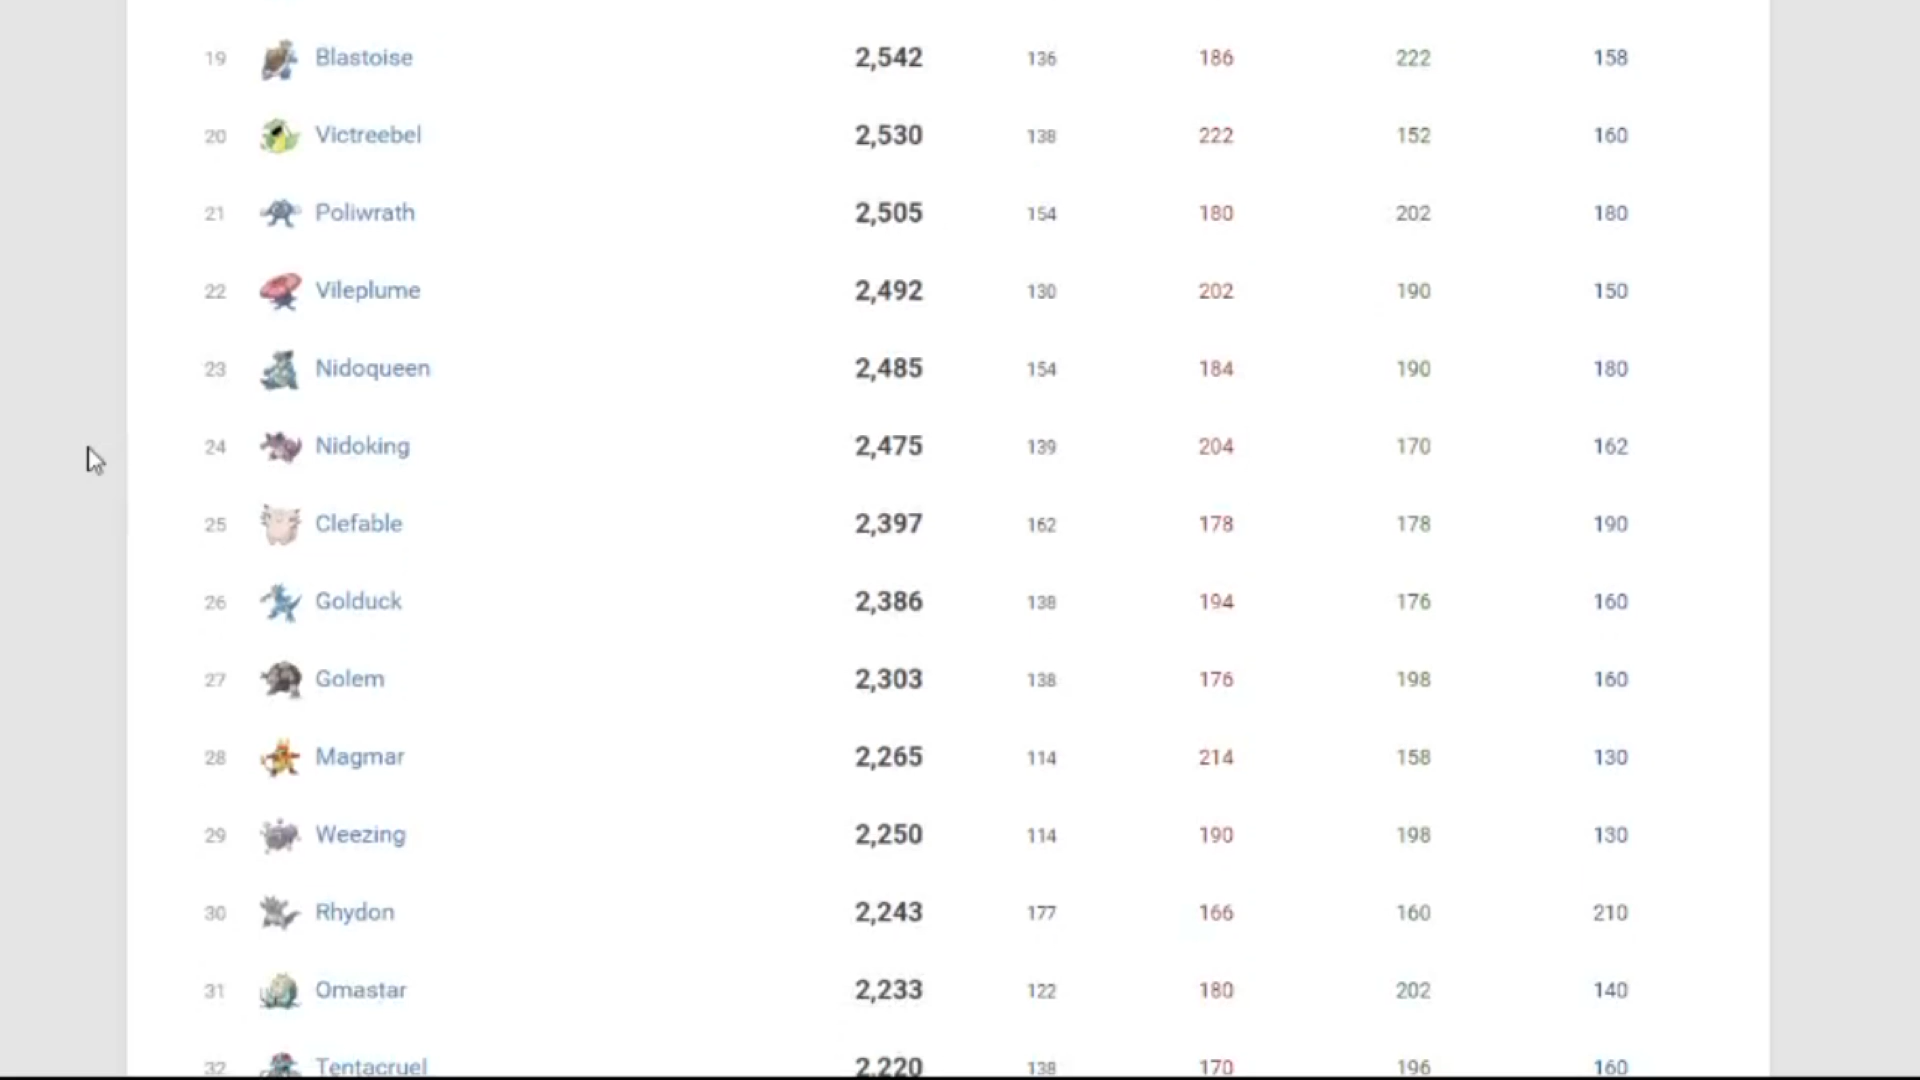 19 Blastoise 2,542 136 186 222 158
20 Victreebel 2,530 138 222 152 160
21 Poliwrath 2,505 154 180 202 180
22 Vileplume 2,492 130 202 190 150
23 Nidoqueen 2,485 154 184 190 180
24 Nidoking 2,475 139 204 170 162
25 Clefable 2,397 162 178 178 190
26 Golduck 2,386 138 194 176 160
27 Golem 2,303 138 176 198 160
28 Magmar 2,265 114 214 158 130
29 Weezing 2,250 114 190 198 130
30 Rhydon 2,243 177 166 160 210
31 Omastar 2,233 122 180 202 140
32 Tentacruel 2,220 138 170 196 160